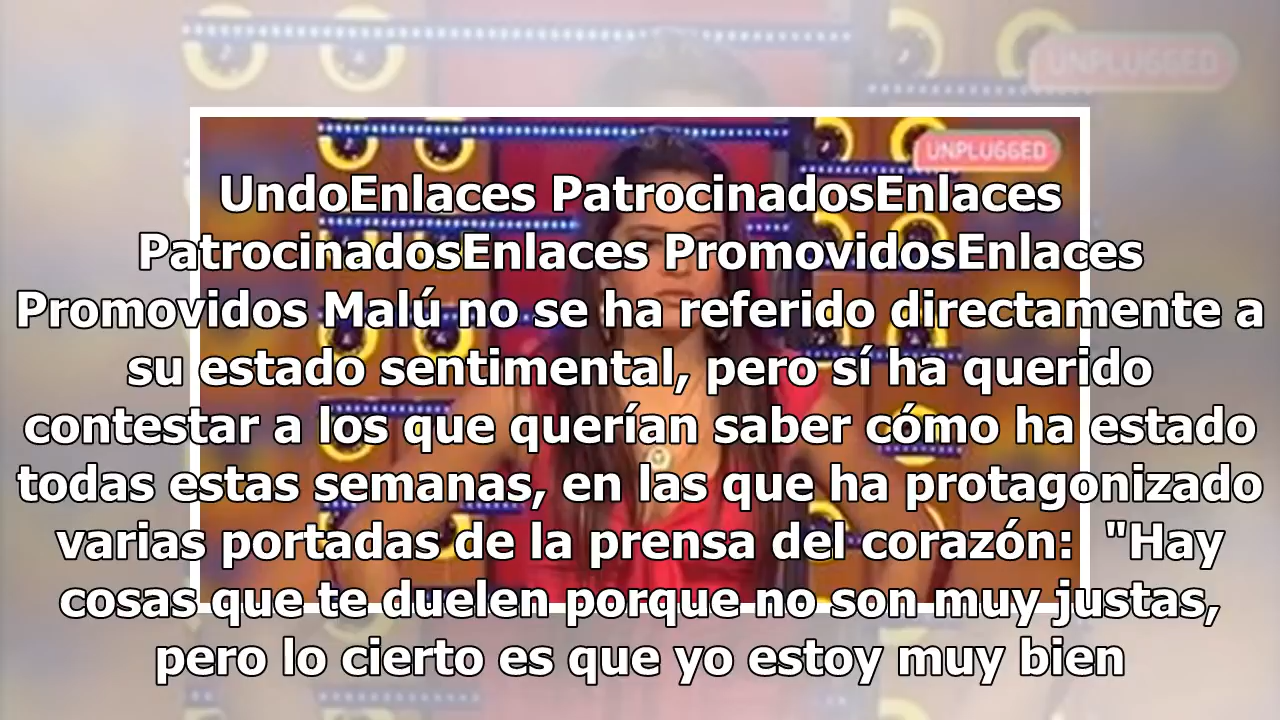 UNPLUGGED
UNPLUGGED
UndoEnlaces PatrocinadosEnlaces
PatrocinadosEnlaces PromovidosEnlaces
Promovidos Malú no se ha referido directamente a
su estado sentimental, pero sí ha querido
contestar a los que querían saber cómo ha estado
todas estas semanas, en las que ha protagonizado
varias portadas de la prensa del corazón:  "Hay
cosas que te duelen porque no son muy justas,
pero lo cierto es que yo estoy muy bien